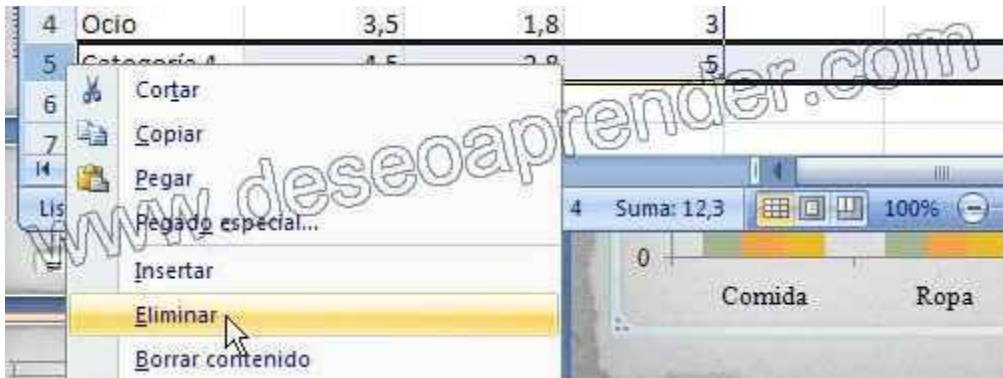 4 Ocio 3,5 1,8 3
5 Categoría 4 4,5 2,8 5
6
7
Cortar
Copiar
Pegar
Pegado especial...
Insertar
Eliminar
Borrar contenido
Lis
4 Suma: 12,3 100%
0
Comida Ropa
www.deseoaprender.com